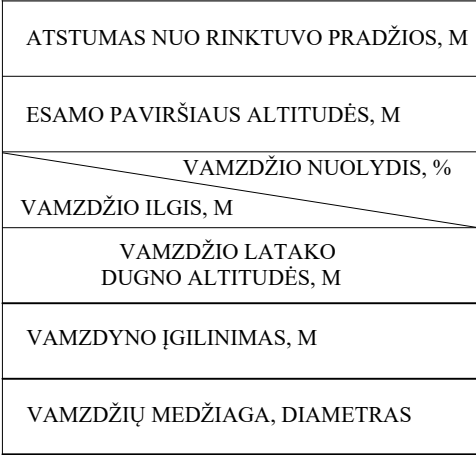 ATSTUMAS NUO RINKTUVO PRADŽIOS, M
ESAMO PAVIRŠIAUS ALTITUDĖS, M
VAMZDŽIO NUOLYDIS, %
VAMZDŽIO ILGIS, M
VAMZDŽIO LATAKO
DUGNO ALTITUDĖS, M
VAMZDYNO ĮGILINIMAS, M
VAMZDŽIŲ MEDŽIAGA, DIAMETRAS